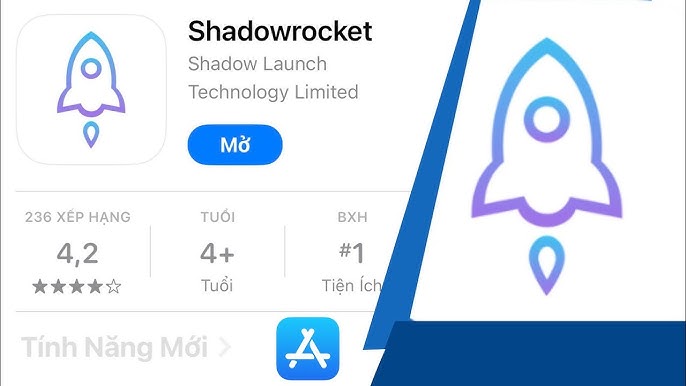 Shadowrocket
Shadow Launch
Technology Limited
Mở
236 XẾP HẠNG
TUỔI
BXH
4,2
4+
#1
Tuổi
Tiện Ích
Tính Năng Mới